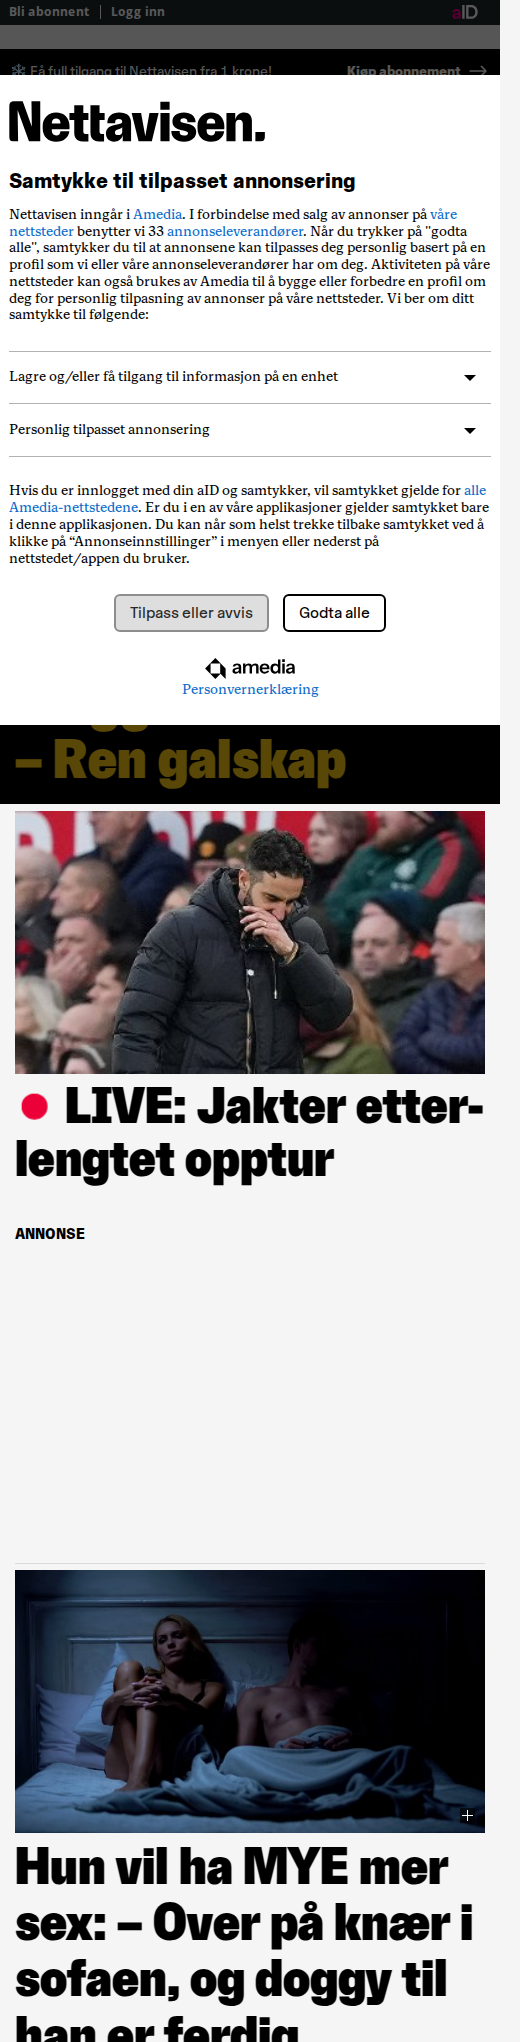 Bli abonnent
Logg inn
aID
Få full tilgang til Nettavisen fra 1 krone!
Kjøp abonnement
Nettavisen.
Samtykke til tilpasset annonsering
Nettavisen inngår i Amedia. I forbindelse med salg av annonser på våre
nettsteder benytter vi 33 annonseleverandører. Når du trykker på "godta
alle", samtykker du til at annonsene kan tilpasses deg personlig basert på en
profil som vi eller våre annonseleverandører har om deg. Aktiviteten på våre
nettsteder kan også brukes av Amedia til å bygge eller forbedre en profil om
deg for personlig tilpasning av annonser på våre nettsteder. Vi ber om ditt
samtykke til følgende:
Lagre og/eller få tilgang til informasjon på en enhet
Personlig tilpasset annonsering
Hvis du er innlogget med din aID og samtykker, vil samtykket gjelde for alle
Amedia-nettstedene. Er du i en av våre applikasjoner gjelder samtykket bare
i denne applikasjonen. Du kan når som helst trekke tilbake samtykket ved å
klikke på “Annonseinnstillinger” i menyen eller nederst på
nettstedet/appen du bruker.
Tilpass eller avvis
Godta alle
amedia
Personvernerklæring
– Ren galskap
LIVE: Jakter etter-
lengtet opptur
ANNONSE
Hun vil ha MYE mer
sex: – Over på knær i
sofaen, og doggy til
han er ferdig